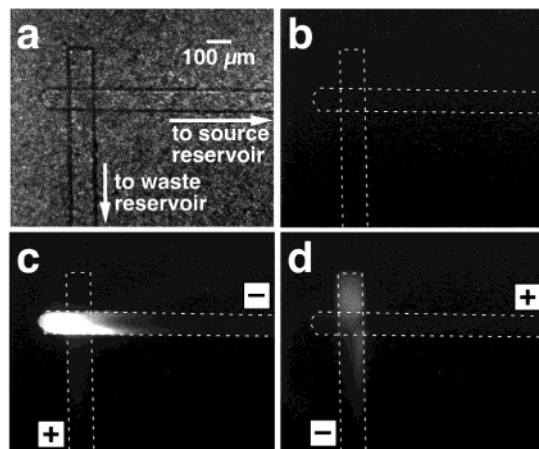 a
100 µm
to source
reservoir
to waste
reservoir
b
c
−
+
d
+
−